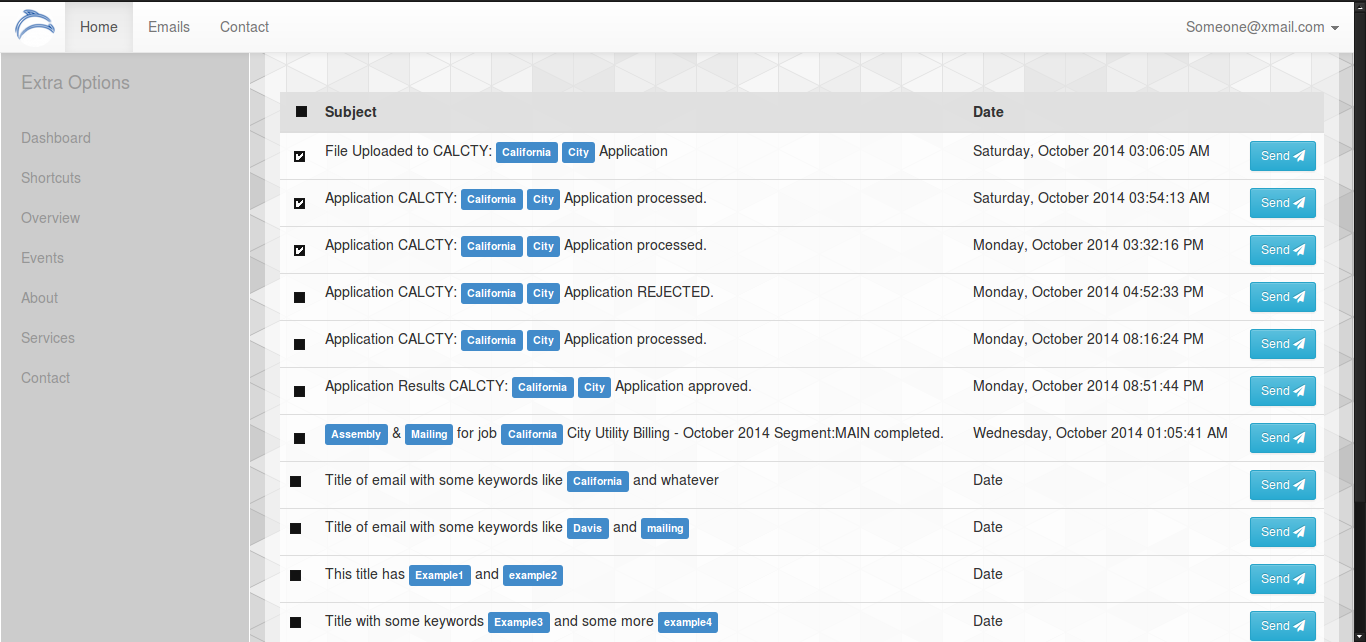 Home Emails Contact Someone@xmail.com
Extra Options
Dashboard
Shortcuts
Overview
Events
About
Services
Contact
Subject Date
File Uploaded to CALCTY: California City Application Saturday, October 2014 03:06:05 AM Send
Application CALCTY: California City Application processed. Saturday, October 2014 03:54:13 AM Send
Application CALCTY: California City Application processed. Monday, October 2014 03:32:16 PM Send
Application CALCTY: California City Application REJECTED. Monday, October 2014 04:52:33 PM Send
Application CALCTY: California City Application processed. Monday, October 2014 08:16:24 PM Send
Application Results CALCTY: California City Application approved. Monday, October 2014 08:51:44 PM Send
Assembly & Mailing for job California City Utility Billing - October 2014 Segment:MAIN completed. Wednesday, October 2014 01:05:41 AM Send
Title of email with some keywords like California and whatever Date Send
Title of email with some keywords like Davis and mailing Date Send
This title has Example1 and example2 Date Send
Title with some keywords Example3 and some more example4 Date Send